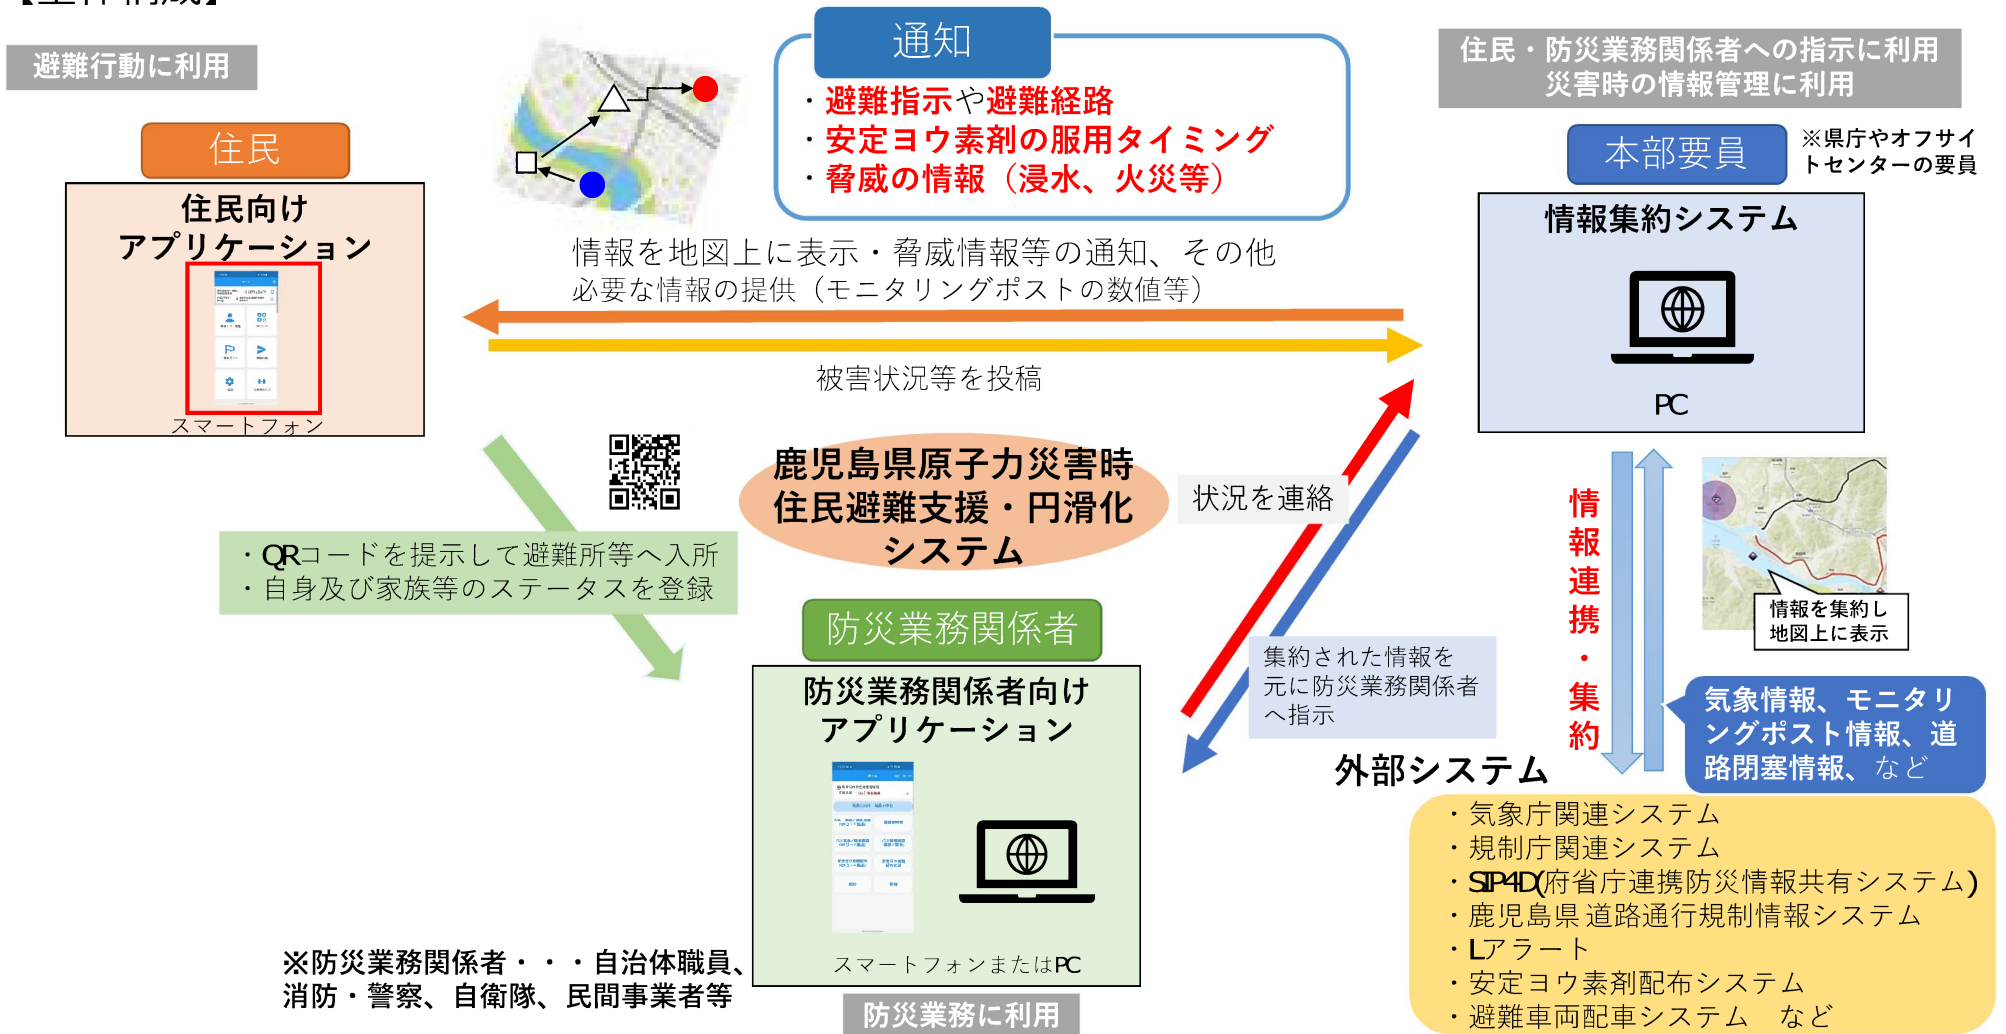 避難行動に利用
住民
住民向け
アプリケーション
スマートフォン
通知
・避難指示や避難経路
・安定ヨウ素剤の服用タイミング
・脅威の情報（浸水、火災等）
情報を地図上に表示・脅威情報等の通知、その他
必要な情報の提供（モニタリングポストの数値等）
被害状況等を投稿
住民・防災業務関係者への指示に利用
災害時の情報管理に利用
本部要員
※県庁やオフサイ
トセンターの要員
情報集約システム
PC
鹿児島県原子力災害時
住民避難支援・円滑化
システム
状況を連絡
・QRコードを提示して避難所等へ入所
・自身及び家族等のステータスを登録
防災業務関係者
防災業務関係者向け
アプリケーション
スマートフォンまたはPC
防災業務に利用
※防災業務関係者・・・自治体職員、
消防・警察、自衛隊、民間事業者等
集約された情報を
元に防災業務関係者
へ指示
情報連携・集約
情報を集約し
地図上に表示
気象情報、モニタリ
ングポスト情報、道
路閉塞情報、など
外部システム
・気象庁関連システム
・規制庁関連システム
・SIP4D(府省庁連携防災情報共有システム)
・鹿児島県 道路通行規制情報システム
・Lアラート
・安定ヨウ素剤配布システム
・避難車両配車システム　など